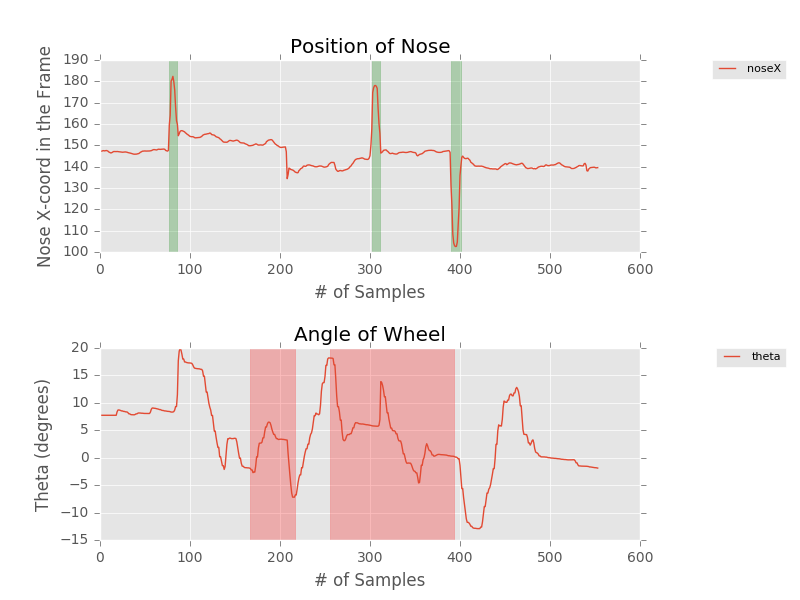 Position of Nose
190
180
170
160
150
140
130
120
110
100
Nose X-coord in the Frame
0 100 200 300 400 500 600
# of Samples
noseX
Angle of Wheel
20
15
10
5
0
−5
−10
−15
Theta (degrees)
0 100 200 300 400 500 600
# of Samples
theta